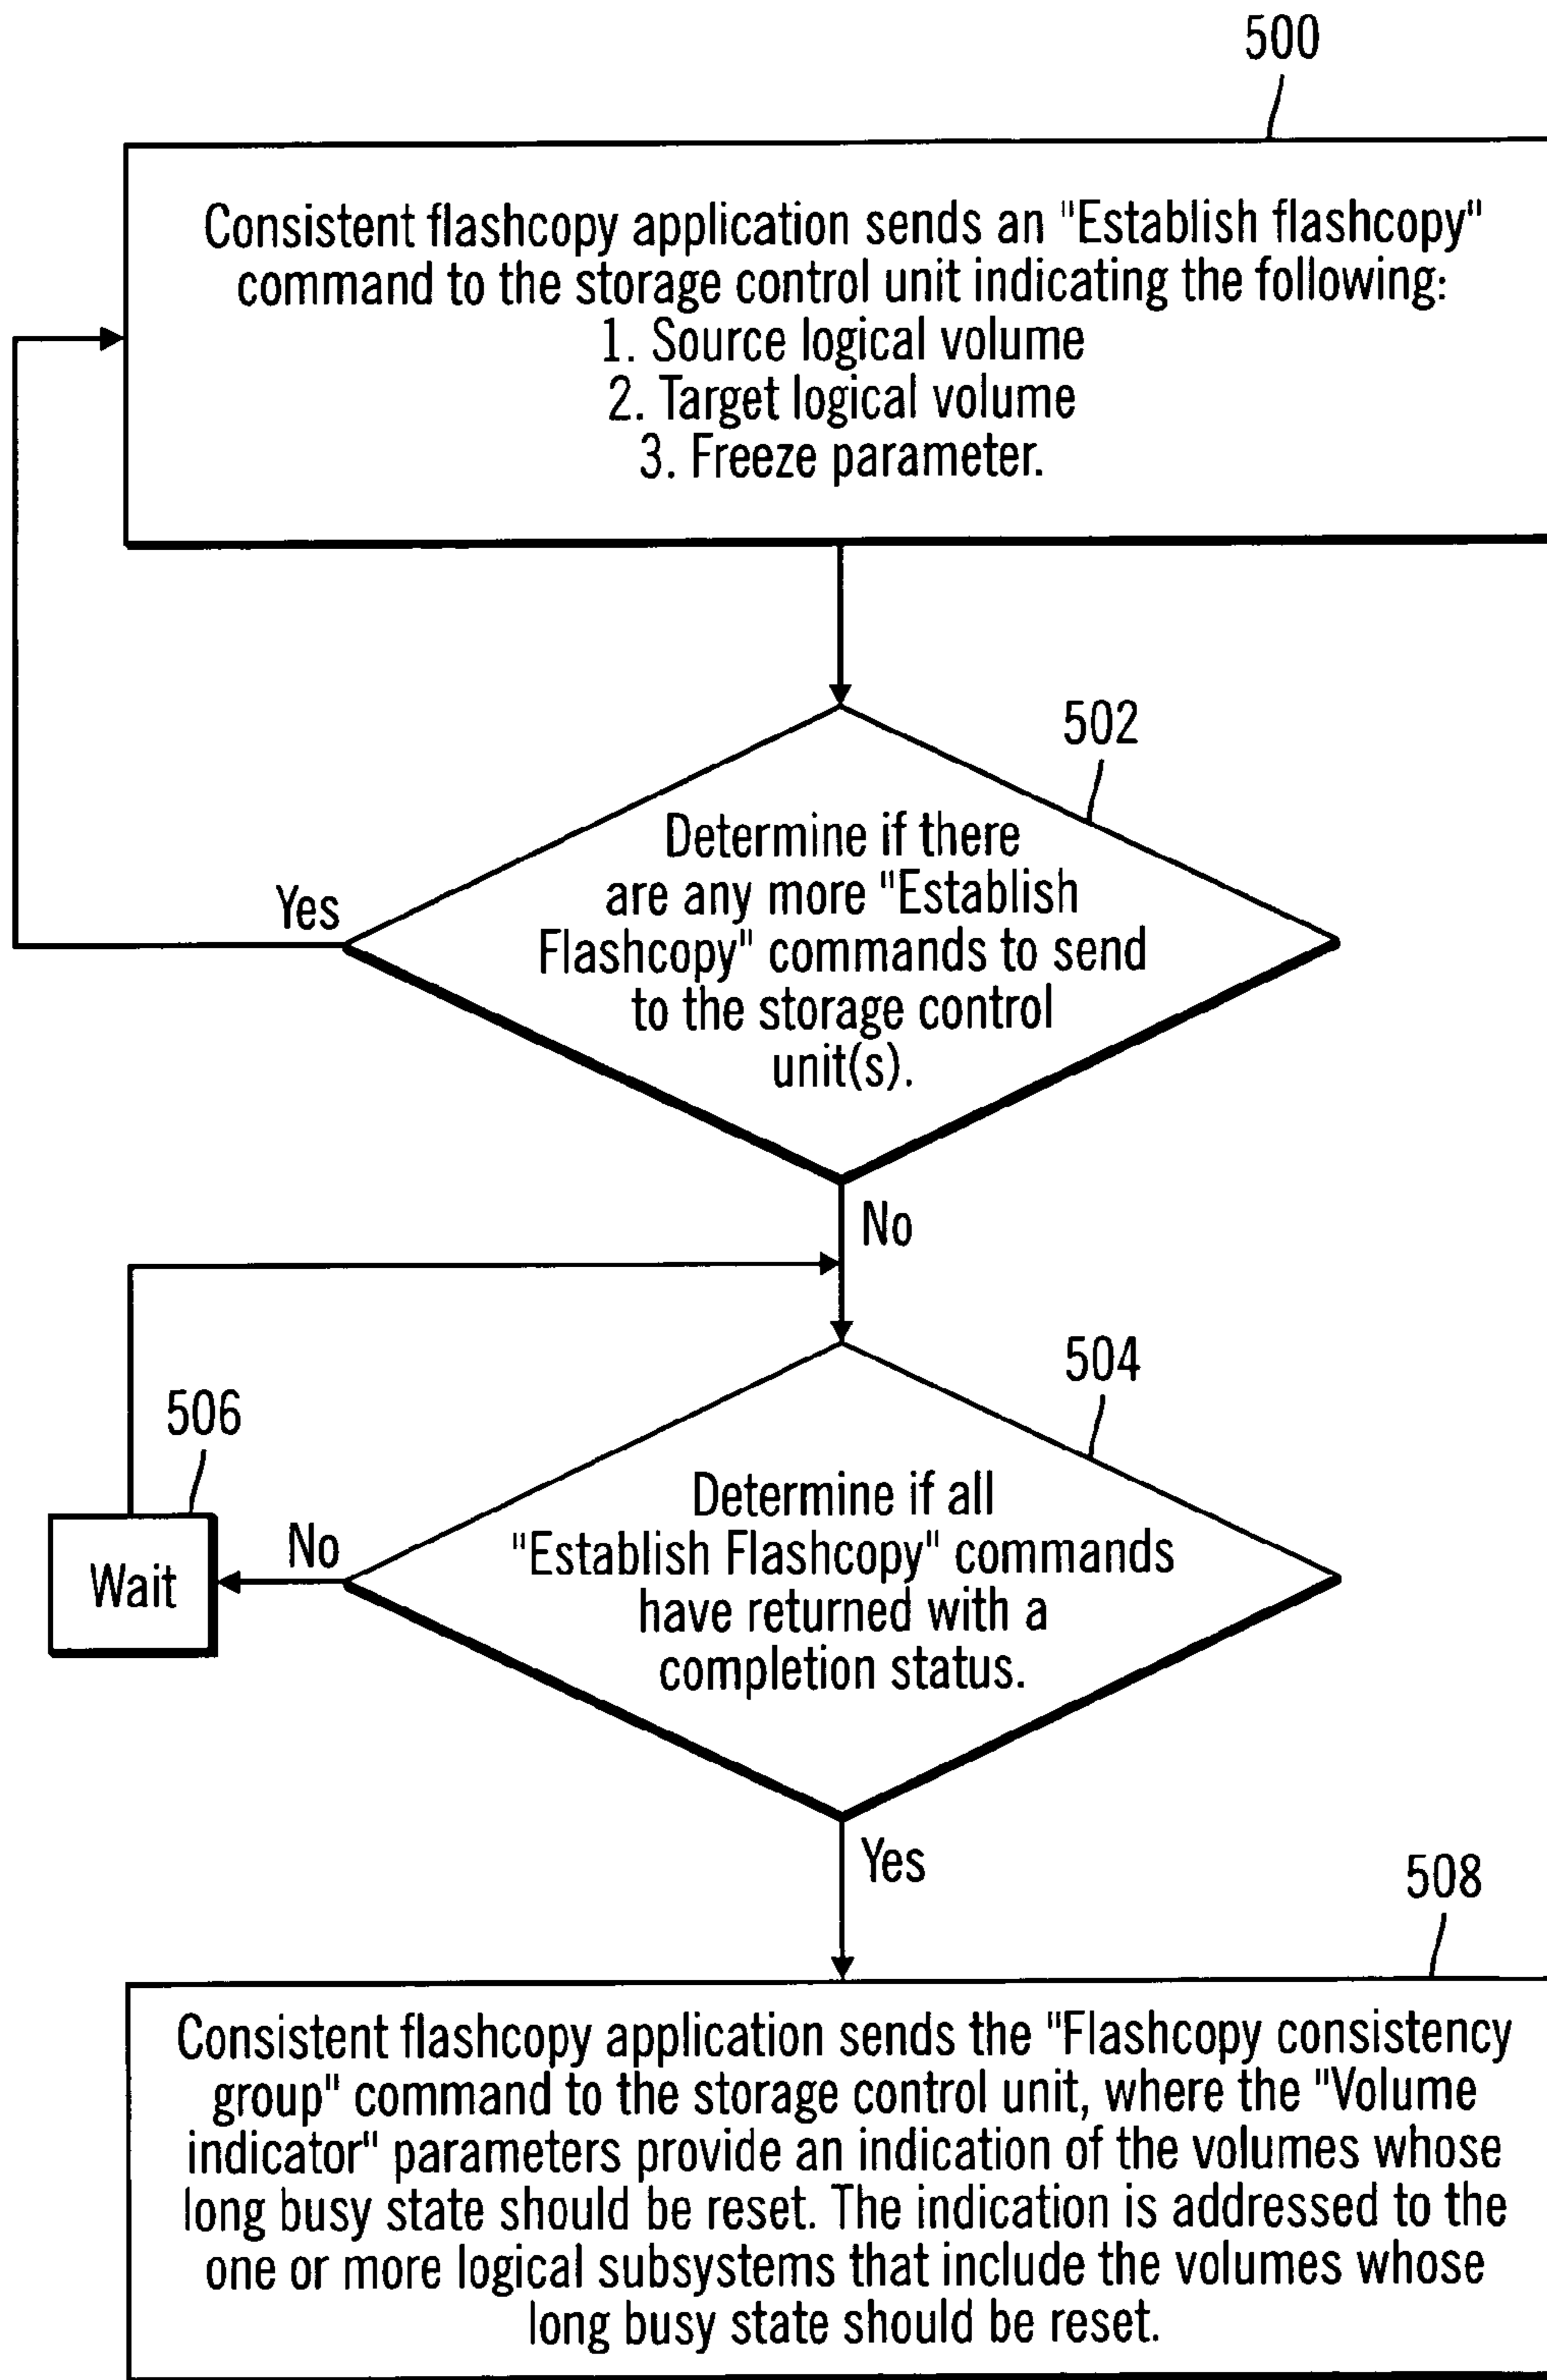 500
Consistent flashcopy application sends an "Establish flashcopy"
command to the storage control unit indicating the following:
1. Source logical volume
2. Target logical volume
3. Freeze parameter.
502
Determine if there
are any more "Establish
Flashcopy" commands to send
to the storage control
unit(s).
Yes
No
504
Determine if all
"Establish Flashcopy" commands
have returned with a
completion status.
506
No
Wait
Yes
508
Consistent flashcopy application sends the "Flashcopy consistency
group" command to the storage control unit, where the "Volume
indicator" parameters provide an indication of the volumes whose
long busy state should be reset. The indication is addressed to the
one or more logical subsystems that include the volumes whose
long busy state should be reset.